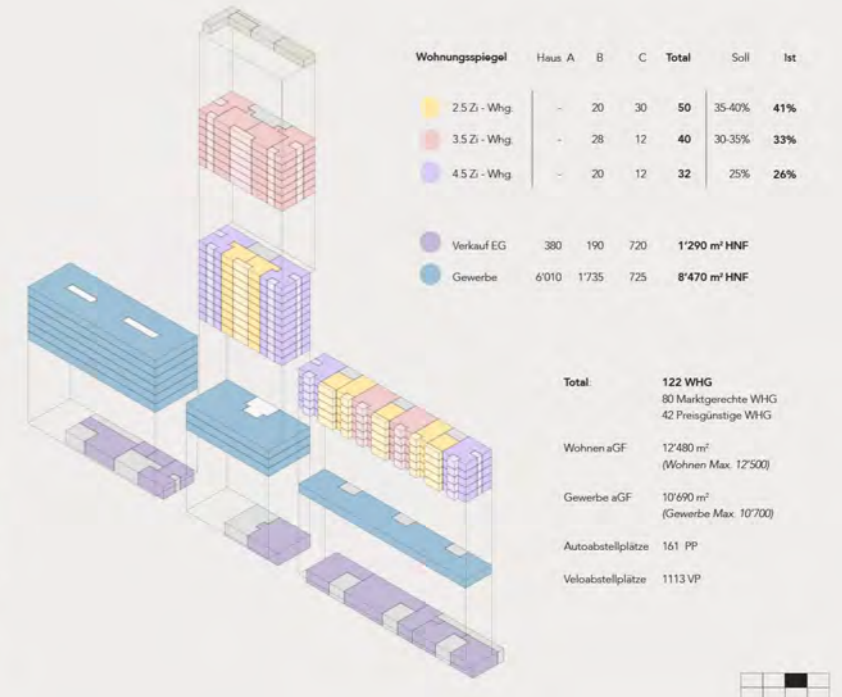 Wohnungsspiegel Haus A B C Total Soll Ist
2.5 Zi - Whg. - 20 30 50 35-40% 41%
3.5 Zi - Whg. - 28 12 40 30-35% 33%
4.5 Zi - Whg. - 20 12 32 25% 26%
Verkauf EG 380 190 720 1'290 m² HNF
Gewerbe 6'010 1'735 725 8'470 m² HNF
Total: 122 WHG
80 Marktgerechte WHG
42 Preisgünstige WHG
Wohnen aGF 12'480 m²
(Wohnen Max. 12'500)
Gewerbe aGF 10'690 m²
(Gewerbe Max. 10'700)
Autoabstellplätze 161 PP
Veloabstellplätze 1113 VP